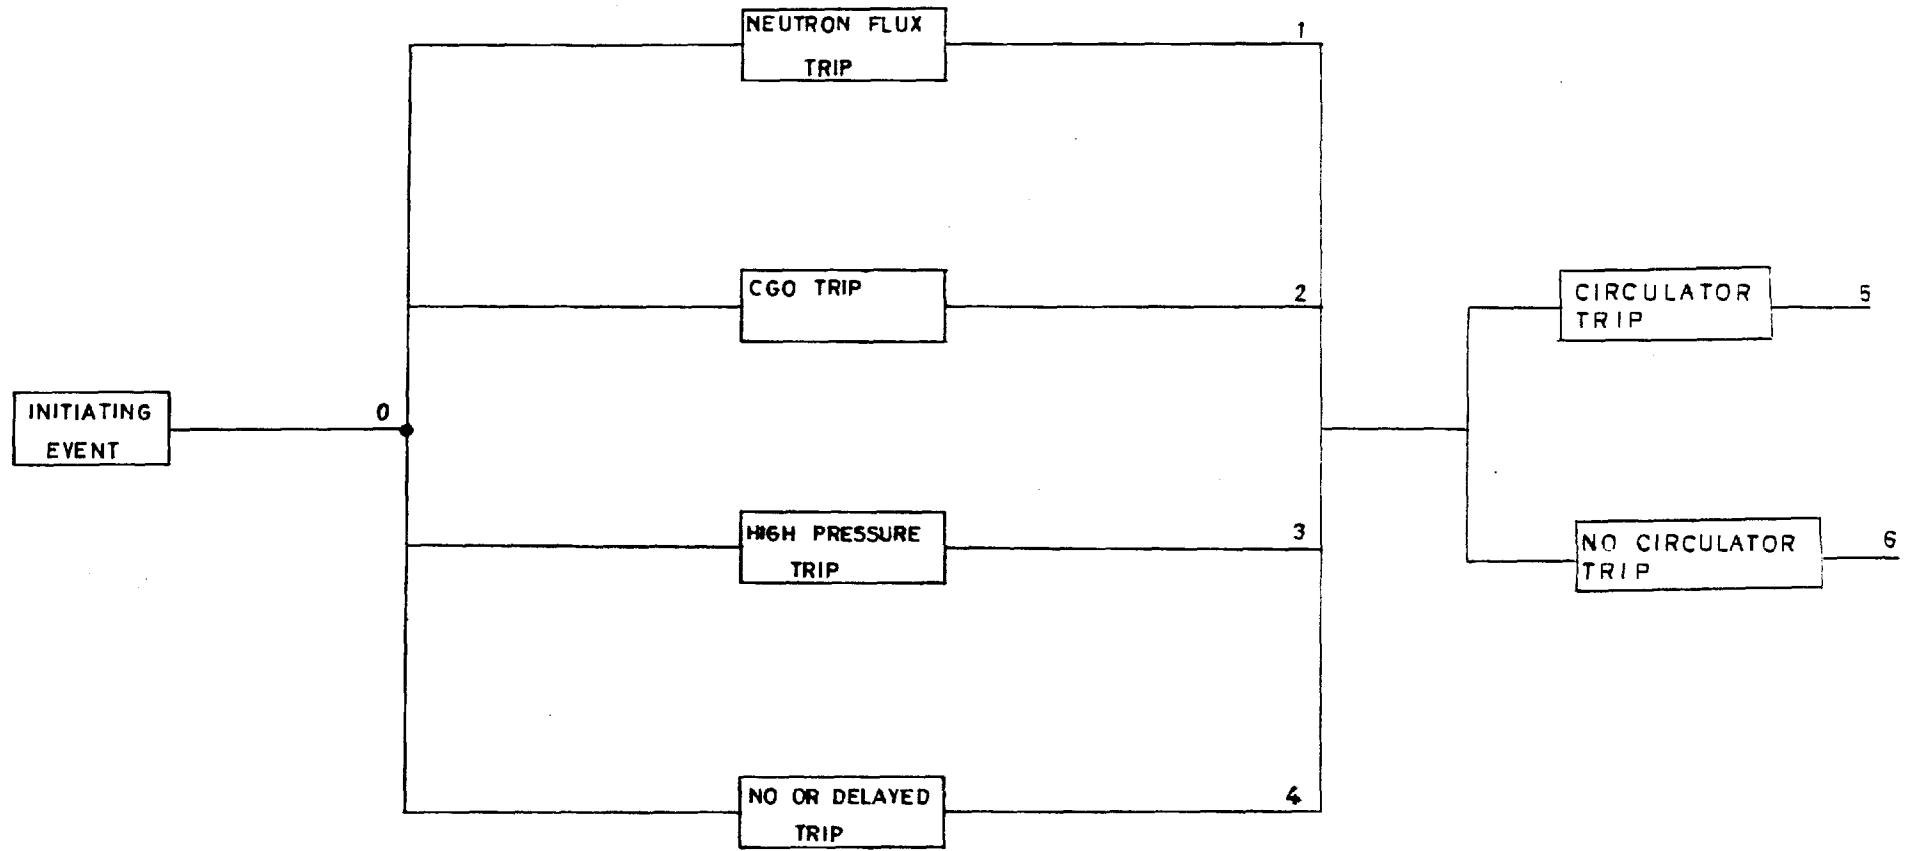 NEUTRON FLUX
TRIP
1
CGO TRIP
2
CIRCULATOR
TRIP
5
INITIATING
EVENT
0
HIGH PRESSURE
TRIP
3
NO CIRCULATOR
TRIP
6
NO OR DELAYED
TRIP
4